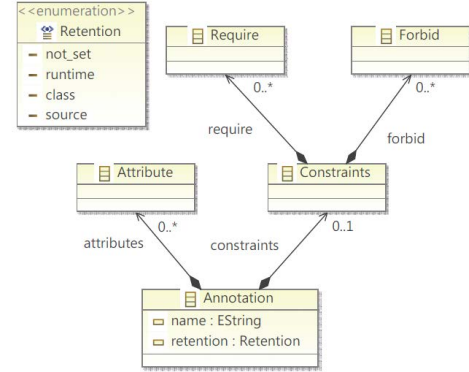 <<enumeration>>
Retention
not_set
runtime
class
source
Require
Forbid
0..*
0..*
require
forbid
Attribute
Constraints
0..*
0..1
attributes
constraints
Annotation
name : EString
retention : Retention